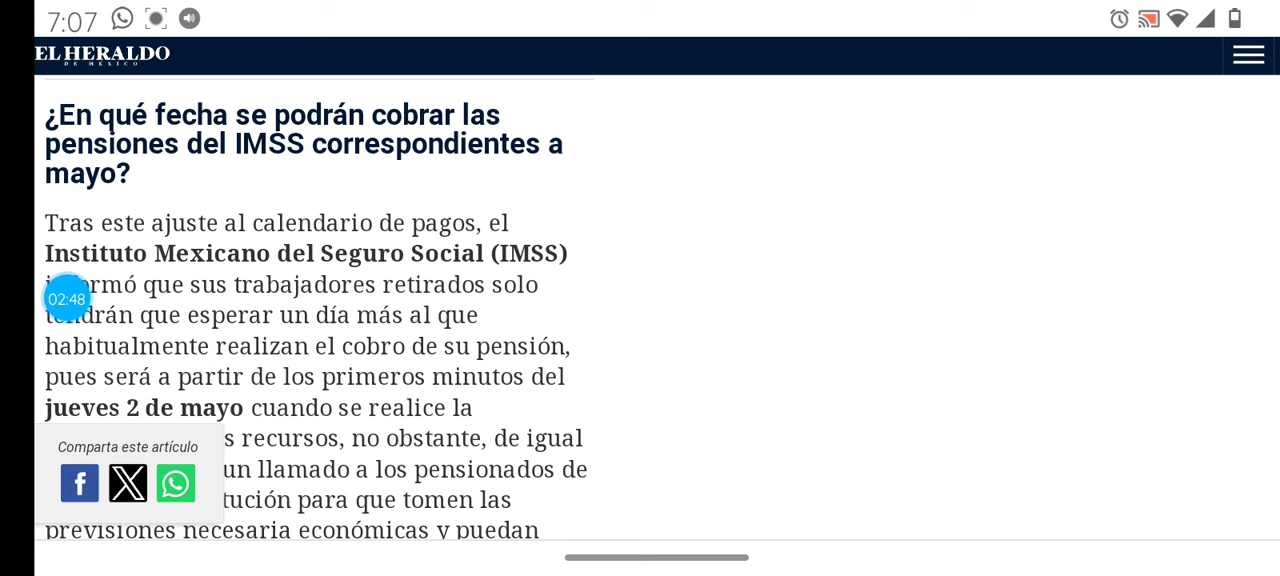 7:07
EL HERALDO
DE MÉXICO
¿En qué fecha se podrán cobrar las
pensiones del IMSS correspondientes a
mayo?
Tras este ajuste al calendario de pagos, el
Instituto Mexicano del Seguro Social (IMSS)
que sus trabajadores retirados solo
02:48
que esperar un día más al que
habitualmente realizan el cobro de su pensión,
pues será a partir de los primeros minutos del
jueves 2 de mayo cuando se realice la
recursos, no obstante, de igual
un llamado a los pensionados de
para que tomen las
previsiones necesaria económicas y puedan
Comparta este artículo